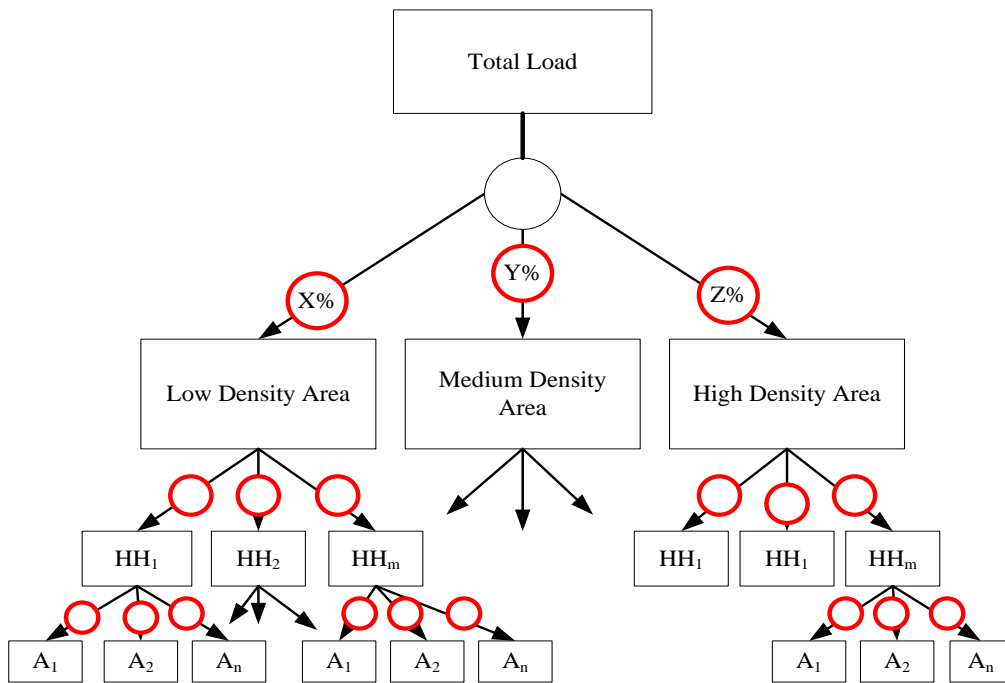 Total Load
X%
Y%
Z%
Low Density Area
Medium Density
Area
High Density Area
HH₁
HH₂
HHₘ
HH₁
HH₁
HHₘ
A₁
A₂
Aₙ
A₁
A₂
Aₙ
A₁
A₂
Aₙ